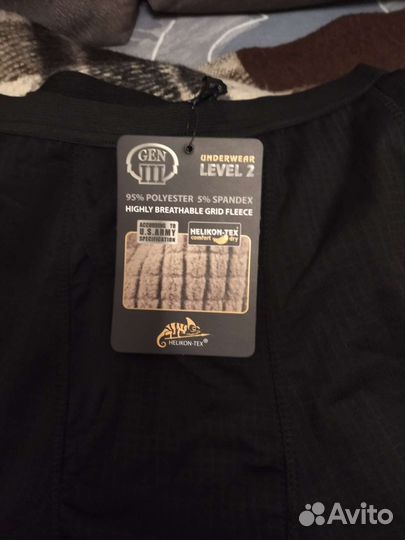 GEN
III
UNDERWEAR
LEVEL 2
95% POLYESTER 5% SPANDEX
HIGHLY BREATHABLE GRID FLEECE
ACCORDING TO
U.S.ARMY
SPECIFICATION
HELIKON-TEX
comfort dry
HELIKON-TEX®
Avito